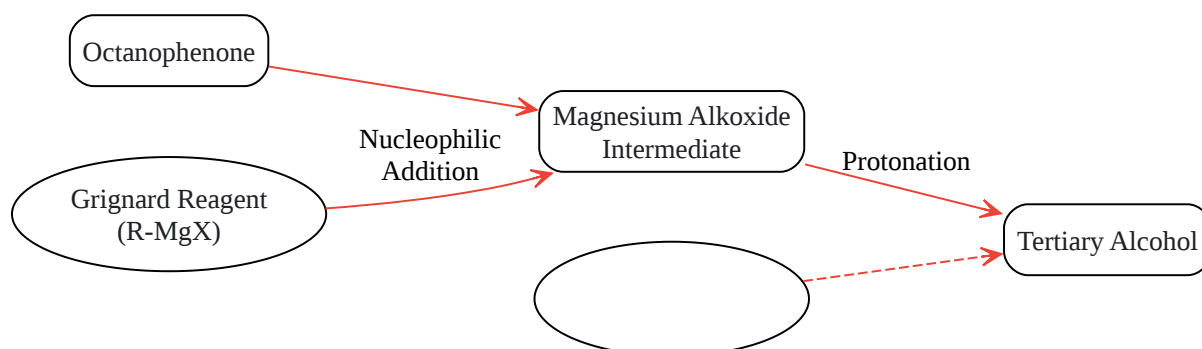 Octanophenone
Magnesium Alkoxide
Intermediate
Nucleophilic
Addition
Protonation
Grignard Reagent
(R-MgX)
Tertiary Alcohol